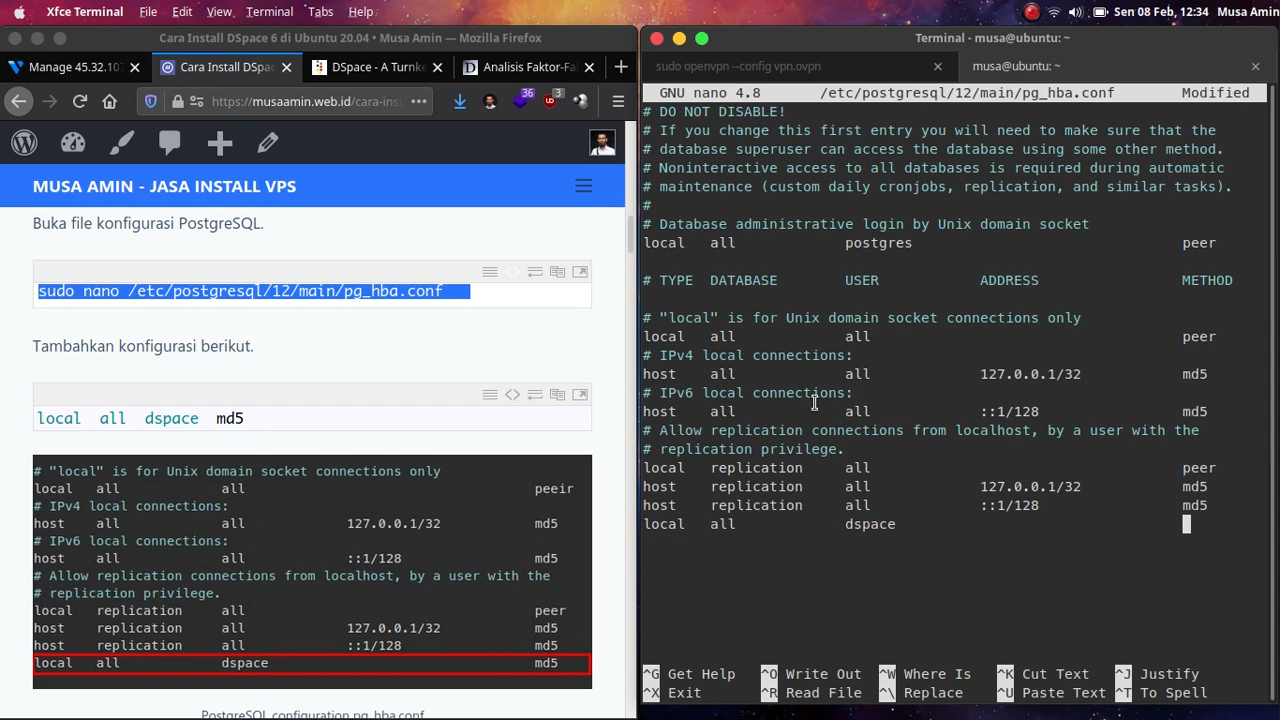 Xfce Terminal File Edit View Terminal Tabs Help
Sen 08 Feb, 12:34 Musa Amin
Cara Install DSpace 6 di Ubuntu 20.04 • Musa Amin — Mozilla Firefox
Manage 45.32.107
Cara Install DSpac
DSpace - A Turnke
Analisis Faktor-Fa
https://musaamin.web.id/cara-inst
36
3
MUSA AMIN - JASA INSTALL VPS
Buka file konfigurasi PostgreSQL.
sudo nano /etc/postgresql/12/main/pg_hba.conf
Tambahkan konfigurasi berikut.
local all dspace md5
# "local" is for Unix domain socket connections only
local all all peeir
# IPv4 local connections:
host all all 127.0.0.1/32 md5
# IPv6 local connections:
host all all ::1/128 md5
# Allow replication connections from localhost, by a user with the
# replication privilege.
local replication all peer
host replication all 127.0.0.1/32 md5
host replication all ::1/128 md5
local all dspace md5
PostgreSQL configuration pg_hba.conf
Terminal - musa@ubuntu: ~
sudo openvpn --config vpn.ovpn
musa@ubuntu: ~
GNU nano 4.8 /etc/postgresql/12/main/pg_hba.conf Modified
# DO NOT DISABLE!
# If you change this first entry you will need to make sure that the
# database superuser can access the database using some other method.
# Noninteractive access to all databases is required during automatic
# maintenance (custom daily cronjobs, replication, and similar tasks).
#
# Database administrative login by Unix domain socket
local all postgres peer
# TYPE DATABASE USER ADDRESS METHOD
# "local" is for Unix domain socket connections only
local all all peer
# IPv4 local connections:
host all all 127.0.0.1/32 md5
# IPv6 local connections:
host all all ::1/128 md5
# Allow replication connections from localhost, by a user with the
# replication privilege.
local replication all peer
host replication all 127.0.0.1/32 md5
host replication all ::1/128 md5
local all dspace
^G Get Help ^O Write Out ^W Where Is ^K Cut Text ^J Justify
^X Exit ^R Read File ^\ Replace ^U Paste Text ^T To Spell